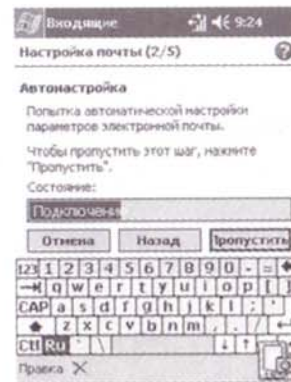 Входящие 9:24
Настройка почты (2/5)
Автонастройка
Попытка автоматической настройки
параметров электронной почты.
Чтобы пропустить этот шаг, нажмите
"Пропустить".
Состояние:
Подключение
Отмена Назад Пропустить
123 1 2 3 4 5 6 7 8 9 0 - =
q w e r t y u i o p [ ]
CAP a s d f g h j k l ; '
z x c v b n m , . /
Ctl Ru ` \
Правка